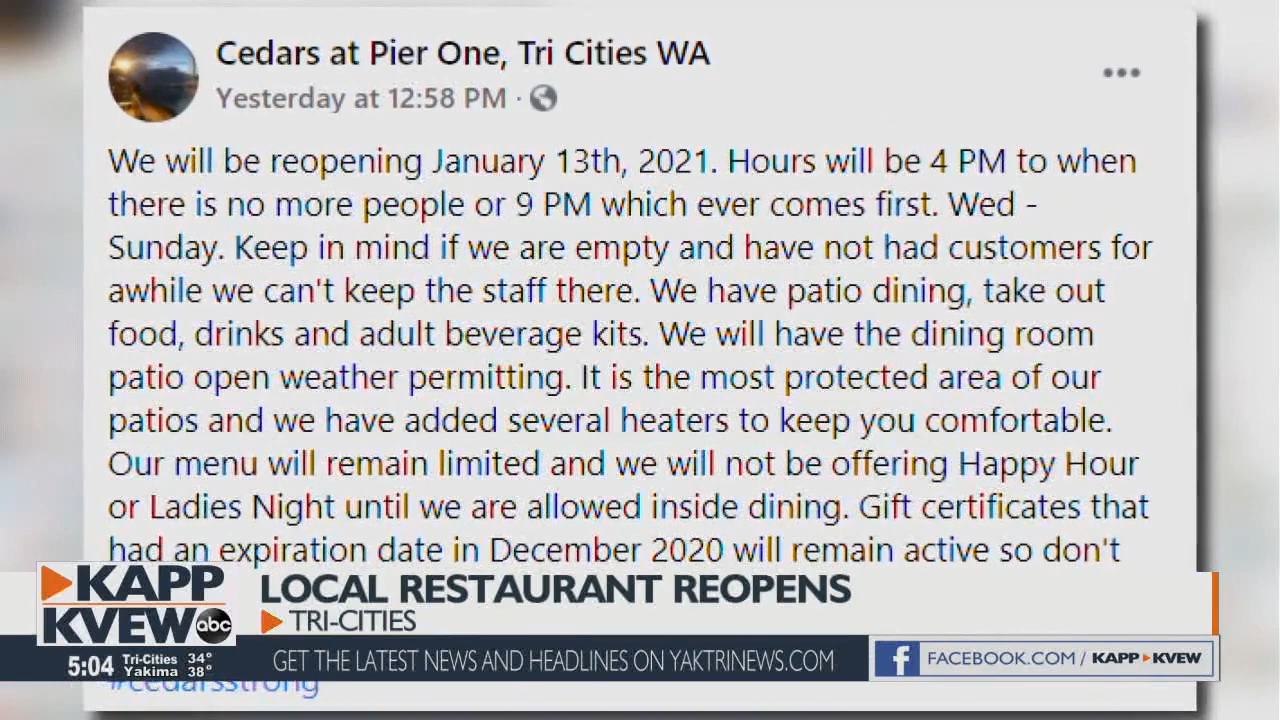 Cedars at Pier One, Tri Cities WA
Yesterday at 12:58 PM ·
We will be reopening January 13th, 2021. Hours will be 4 PM to when
there is no more people or 9 PM which ever comes first. Wed -
Sunday. Keep in mind if we are empty and have not had customers for
awhile we can't keep the staff there. We have patio dining, take out
food, drinks and adult beverage kits. We will have the dining room
patio open weather permitting. It is the most protected area of our
patios and we have added several heaters to keep you comfortable.
Our menu will remain limited and we will not be offering Happy Hour
or Ladies Night until we are allowed inside dining. Gift certificates that
had an expiration date in December 2020 will remain active so don't
KAPP
KVEW abc
LOCAL RESTAURANT REOPENS
TRI-CITIES
5:04 Tri-Cities 34°
Yakima 38°
GET THE LATEST NEWS AND HEADLINES ON YAKTRINEWS.COM
f FACEBOOK.COM / KAPP KVEW
#cedarsstrong